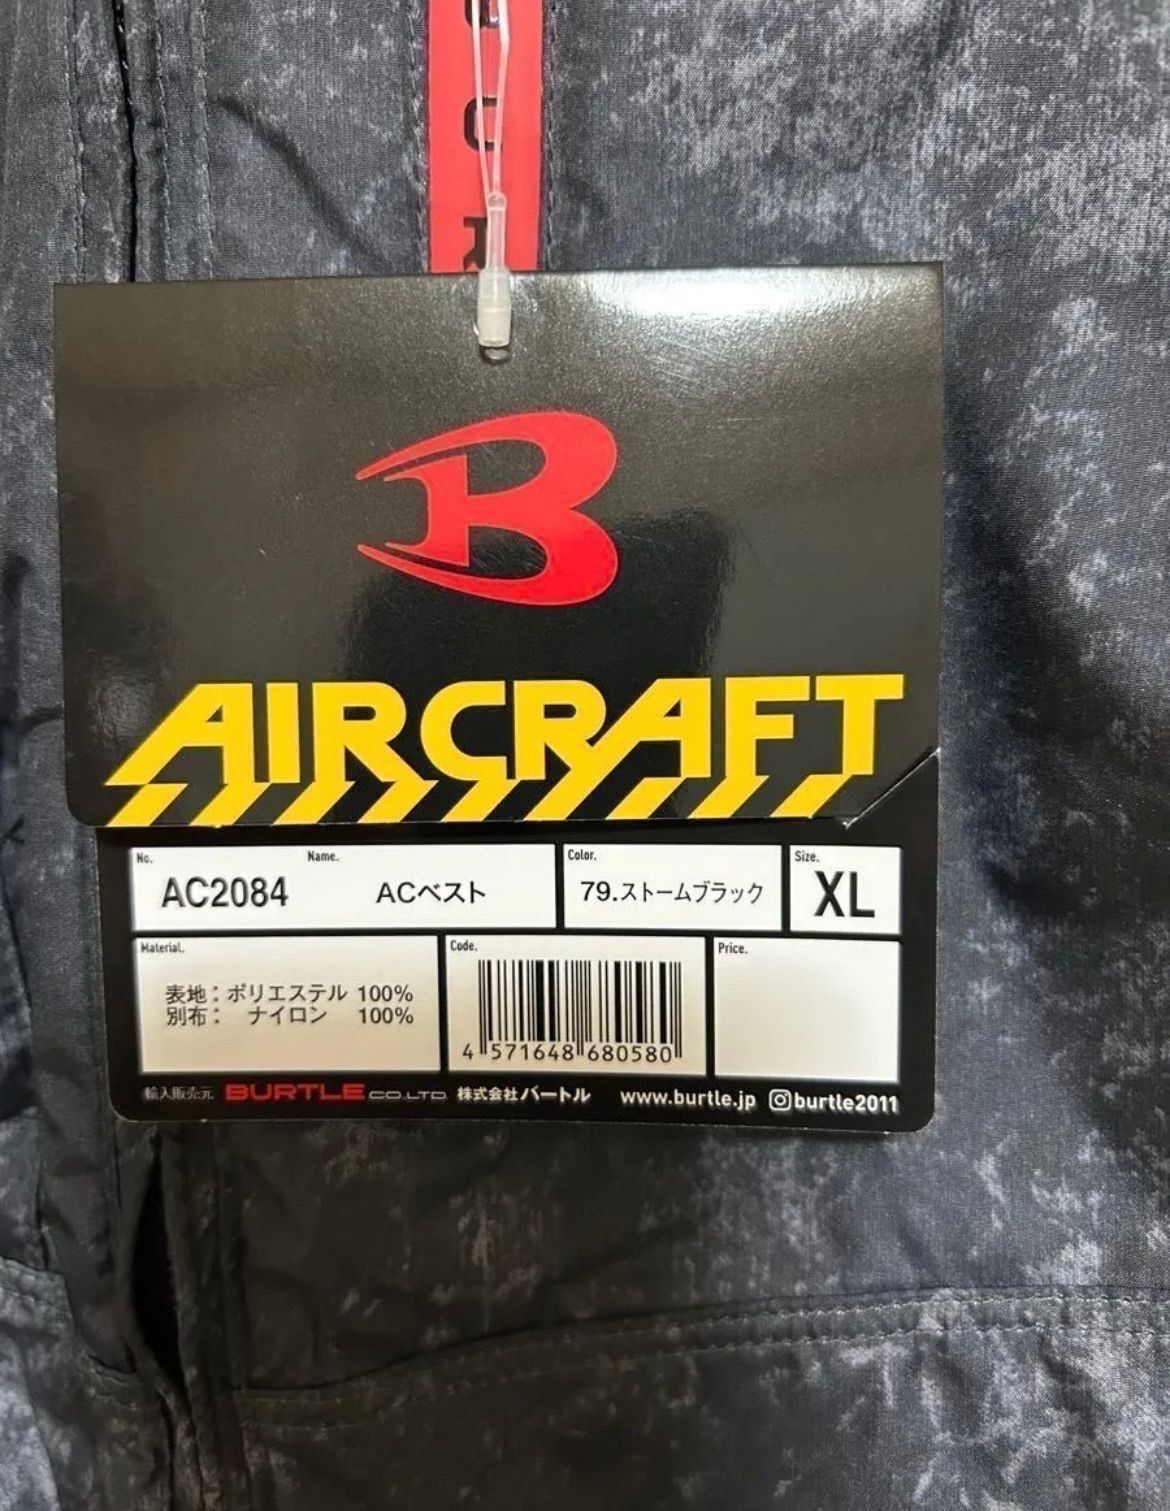 BUR
B
AIRCRAFT
No. Name. Color. Size.
AC2084 ACベスト 79.ストームブラック XL
Material. Code. Price.
表地：ポリエステル 100%
別布： ナイロン 100%
4 571648 680580
輸入販売元 BURTLE CO.LTD 株式会社バートル www.burtle.jp burtle2011